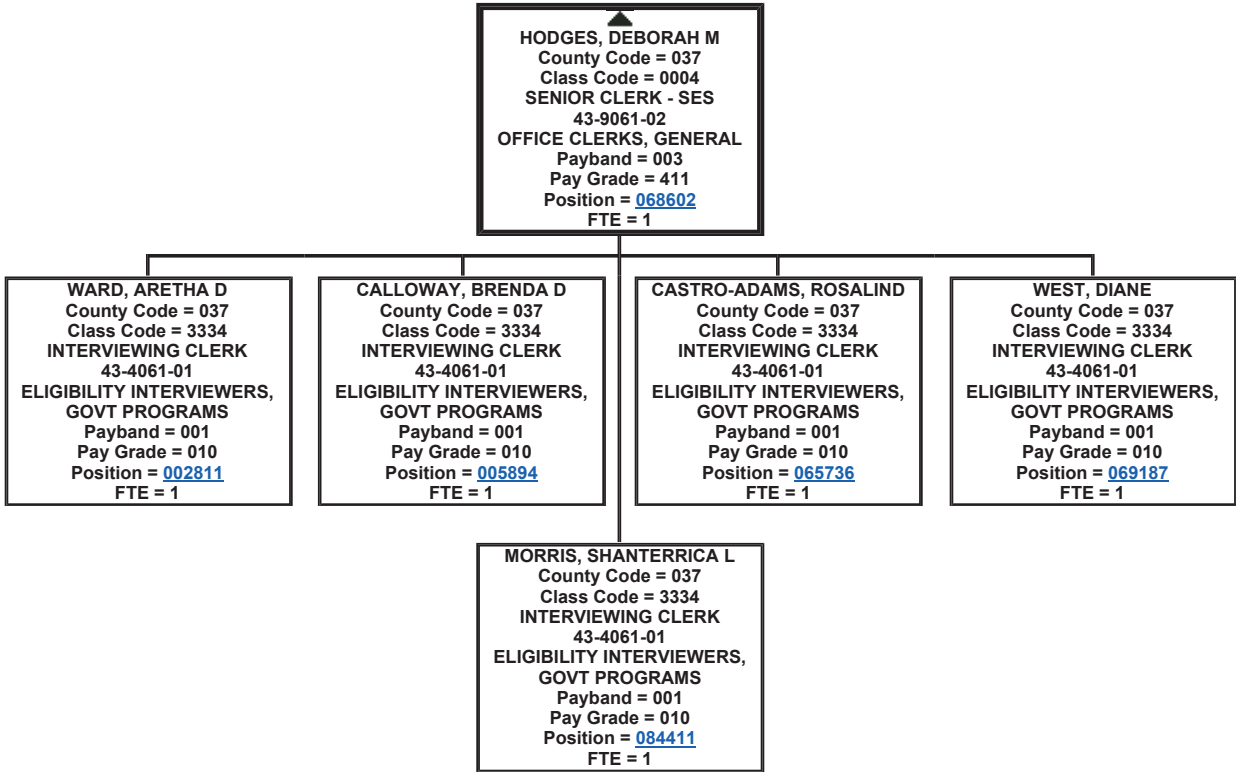 HODGES, DEBORAH M
County Code = 037
Class Code = 0004
SENIOR CLERK - SES
43-9061-02
OFFICE CLERKS, GENERAL
Payband = 003
Pay Grade = 411
Position = 068602
FTE = 1
WARD, ARETHA D
County Code = 037
Class Code = 3334
INTERVIEWING CLERK
43-4061-01
ELIGIBILITY INTERVIEWERS,
GOVT PROGRAMS
Payband = 001
Pay Grade = 010
Position = 002811
FTE = 1
CALLOWAY, BRENDA D
County Code = 037
Class Code = 3334
INTERVIEWING CLERK
43-4061-01
ELIGIBILITY INTERVIEWERS,
GOVT PROGRAMS
Payband = 001
Pay Grade = 010
Position = 005894
FTE = 1
CASTRO-ADAMS, ROSALIND
County Code = 037
Class Code = 3334
INTERVIEWING CLERK
43-4061-01
ELIGIBILITY INTERVIEWERS,
GOVT PROGRAMS
Payband = 001
Pay Grade = 010
Position = 065736
FTE = 1
WEST, DIANE
County Code = 037
Class Code = 3334
INTERVIEWING CLERK
43-4061-01
ELIGIBILITY INTERVIEWERS,
GOVT PROGRAMS
Payband = 001
Pay Grade = 010
Position = 069187
FTE = 1
MORRIS, SHANTERRICA L
County Code = 037
Class Code = 3334
INTERVIEWING CLERK
43-4061-01
ELIGIBILITY INTERVIEWERS,
GOVT PROGRAMS
Payband = 001
Pay Grade = 010
Position = 084411
FTE = 1